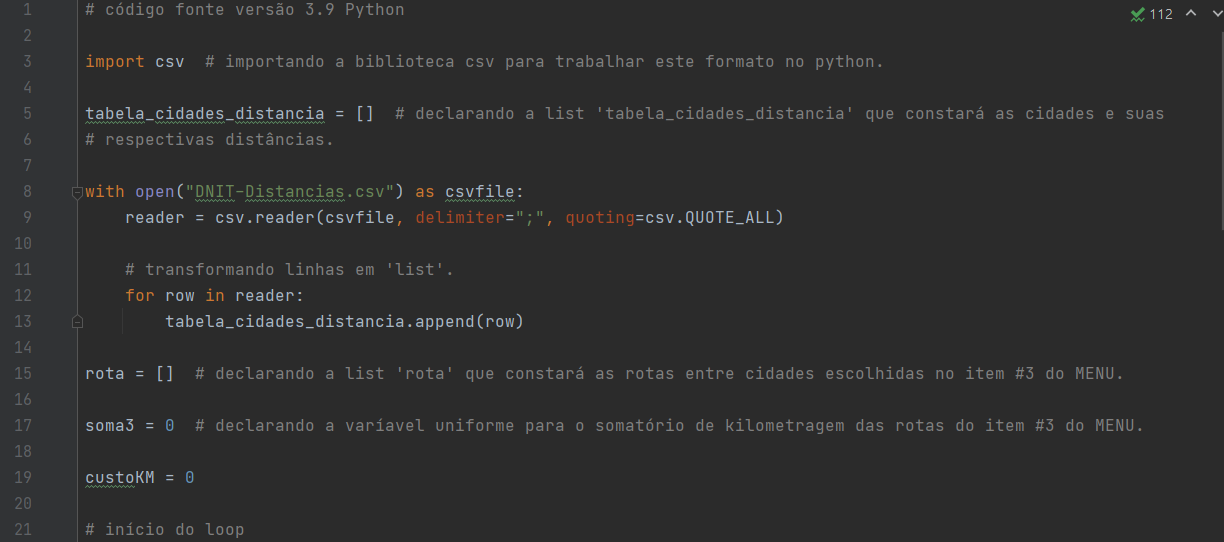 1 # código fonte versão 3.9 Python
112
2
3 import csv  # importando a biblioteca csv para trabalhar este formato no python.
4
5 tabela_cidades_distancia = []  # declarando a list 'tabela_cidades_distancia' que constará as cidades e suas
6 # respectivas distâncias.
7
8 with open("DNIT-Distancias.csv") as csvfile:
9     reader = csv.reader(csvfile, delimiter=";", quoting=csv.QUOTE_ALL)
10
11     # transformando linhas em 'list'.
12     for row in reader:
13         tabela_cidades_distancia.append(row)
14
15 rota = []  # declarando a list 'rota' que constará as rotas entre cidades escolhidas no item #3 do MENU.
16
17 soma3 = 0  # declarando a varíavel uniforme para o somatório de kilometragem das rotas do item #3 do MENU.
18
19 custoKM = 0
20
21 # início do loop